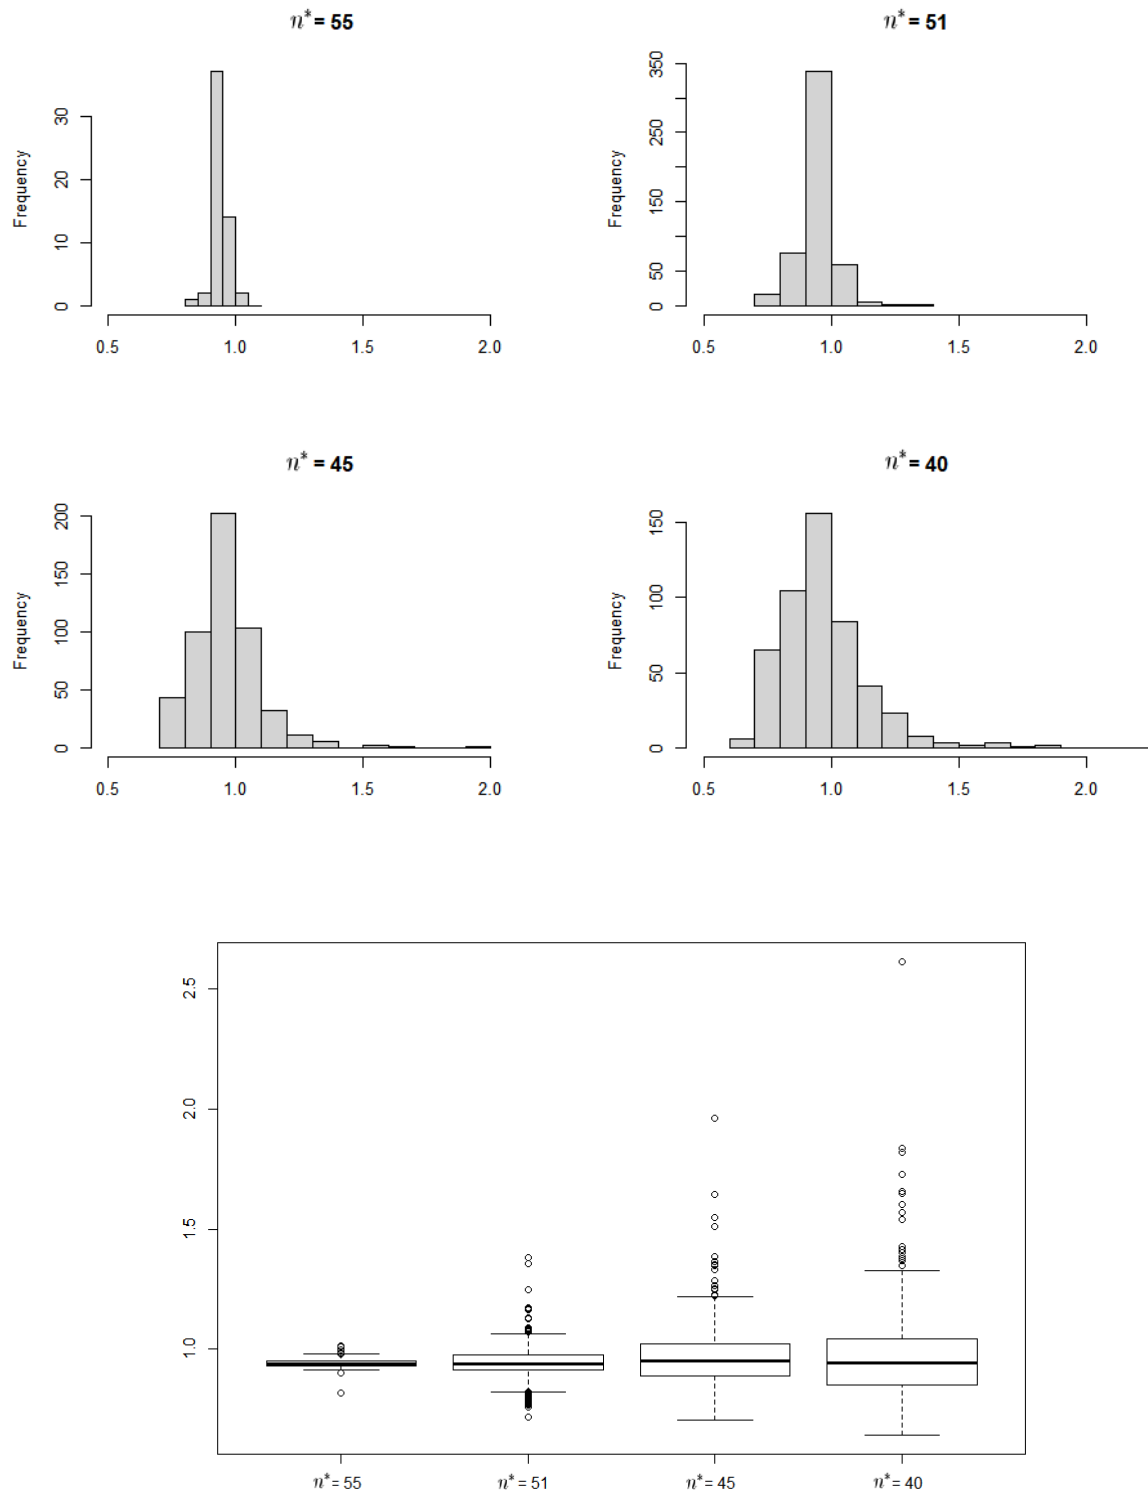 n* = 55
n* = 51
Frequency
0 10 20 30
0.5 1.0 1.5 2.0
Frequency
0 50 150 250 350
0.5 1.0 1.5 2.0
n* = 45
n* = 40
Frequency
0 50 100 150 200
0.5 1.0 1.5 2.0
Frequency
0 50 100 150
0.5 1.0 1.5 2.0
2.5
2.0
1.5
1.0
n* = 55 n* = 51 n* = 45 n* = 40